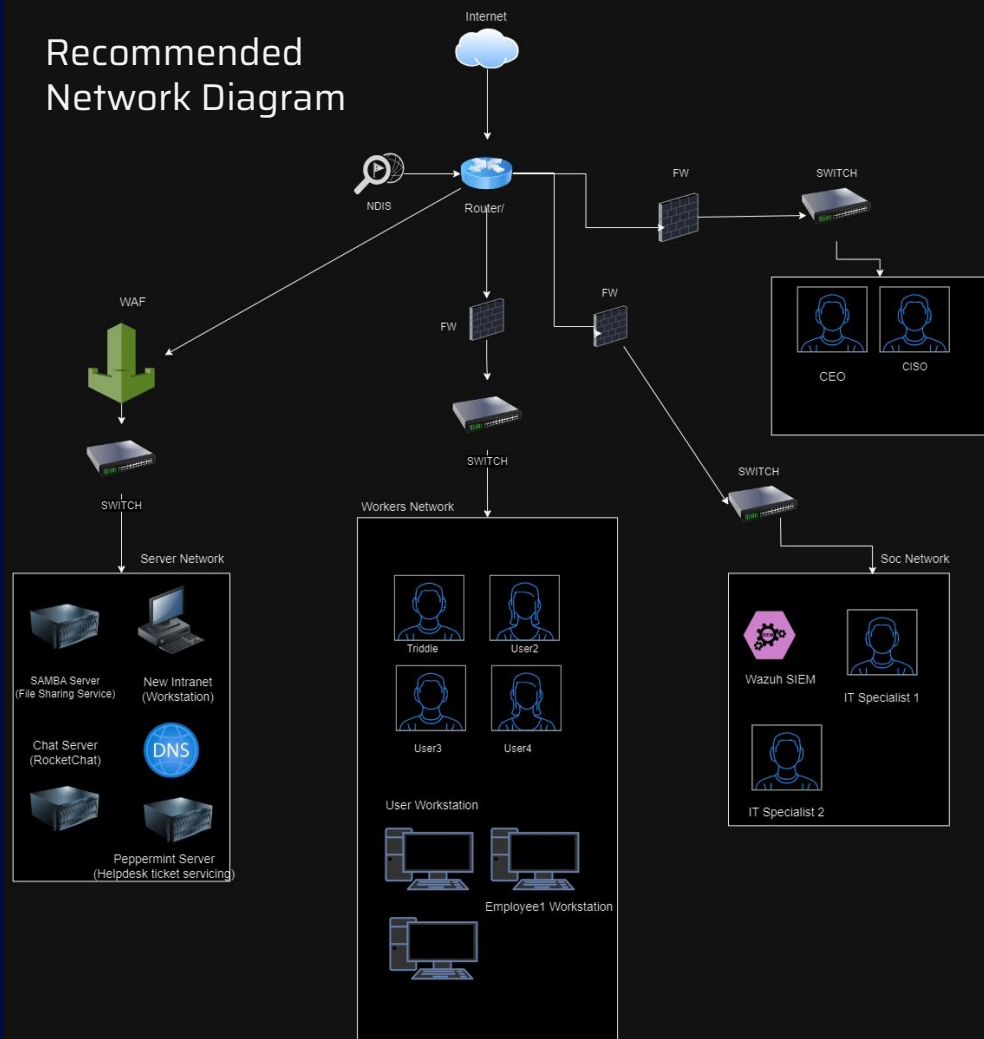 Recommended
Network Diagram
Internet
NDIS
Router/
FW
SWITCH
WAF
FW
FW
CEO
CISO
SWITCH
SWITCH
SWITCH
Workers Network
Server Network
Soc Network
SAMBA Server
(File Sharing Service)
New Intranet
(Workstation)
Triddle
User2
Wazuh SIEM
IT Specialist 1
Chat Server
(RocketChat)
DNS
User3
User4
User Workstation
IT Specialist 2
Peppermint Server
(Helpdesk ticket servicing)
Employee1 Workstation